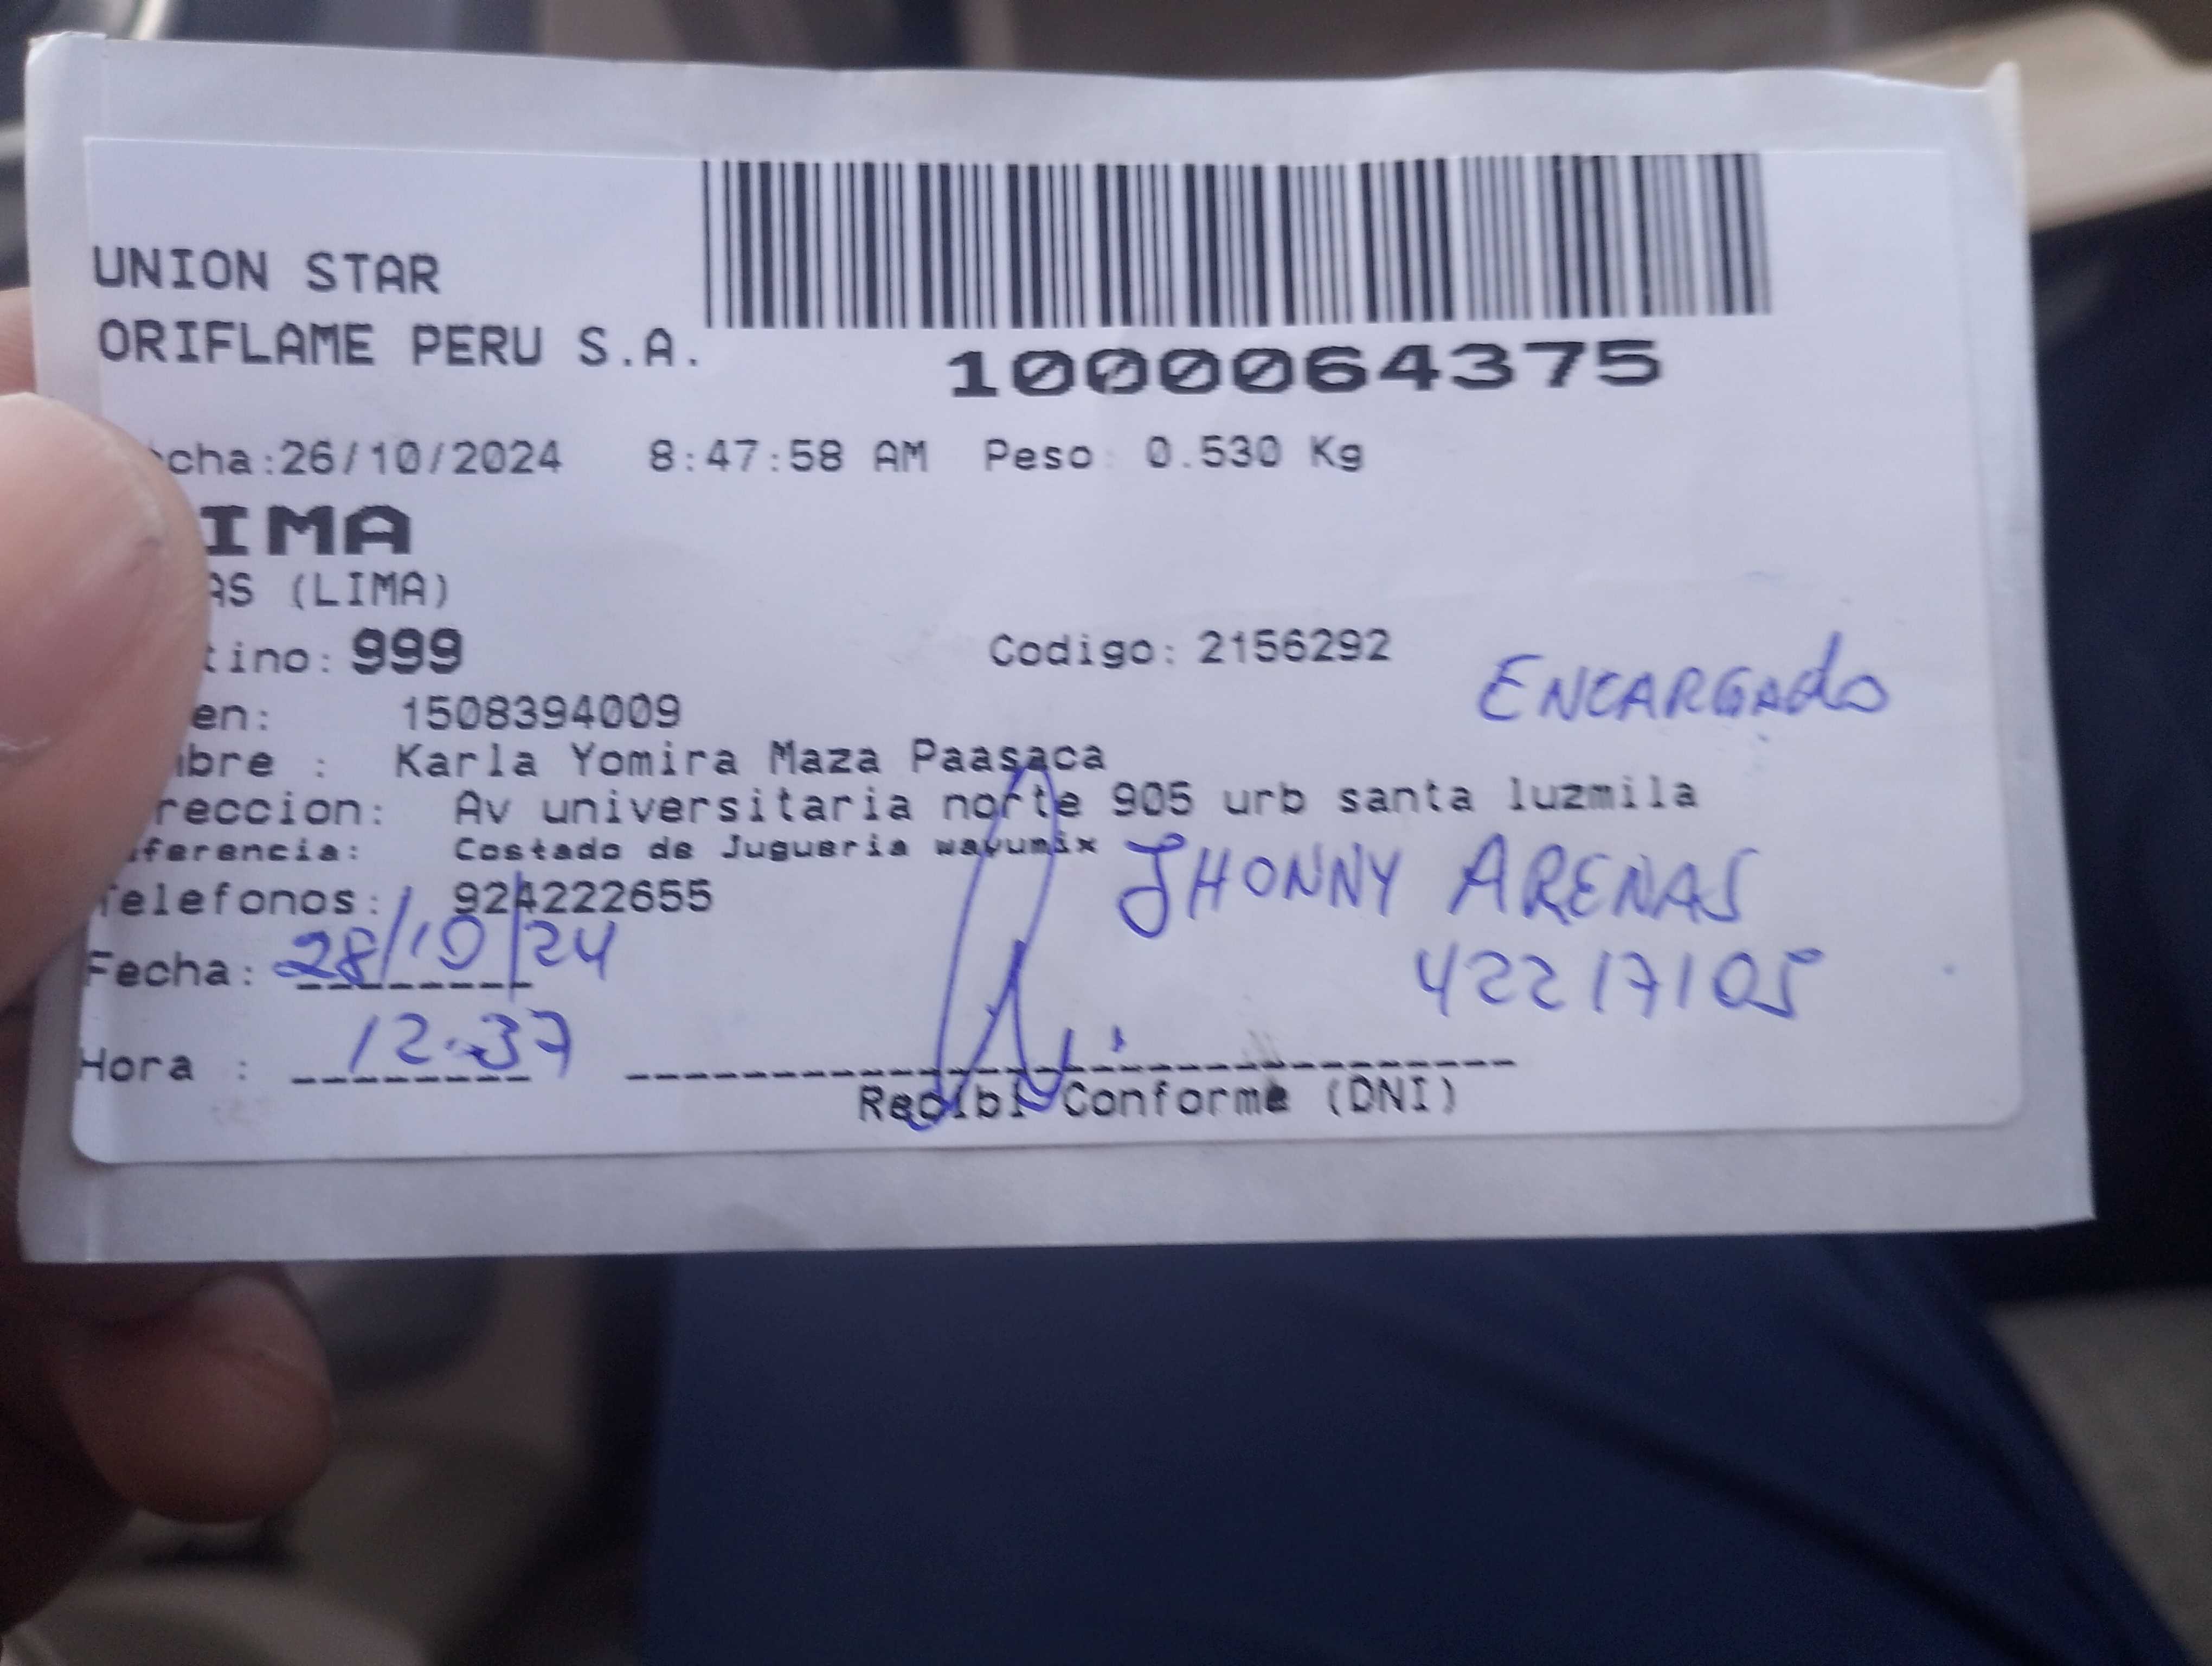 UNION STAR
ORIFLAME PERU S.A.
1000064375
cha:26/10/2024 8:47:58 AM Peso: 0.530 Kg
IMA
AS (LIMA)
tino: 999 Codigo: 2156292
ENCARGADO
en: 1508394009
bre : Karla Yomira Maza Paasaca
reccion: Av universitaria norte 905 urb santa luzmila
ferencia: Costado de Jugueria wayumix
JHONNY ARENAS
Telefonos: 924222655
42217105
Fecha: 28/10/24
Hora : 12:37
Recibi Conforme (DNI)